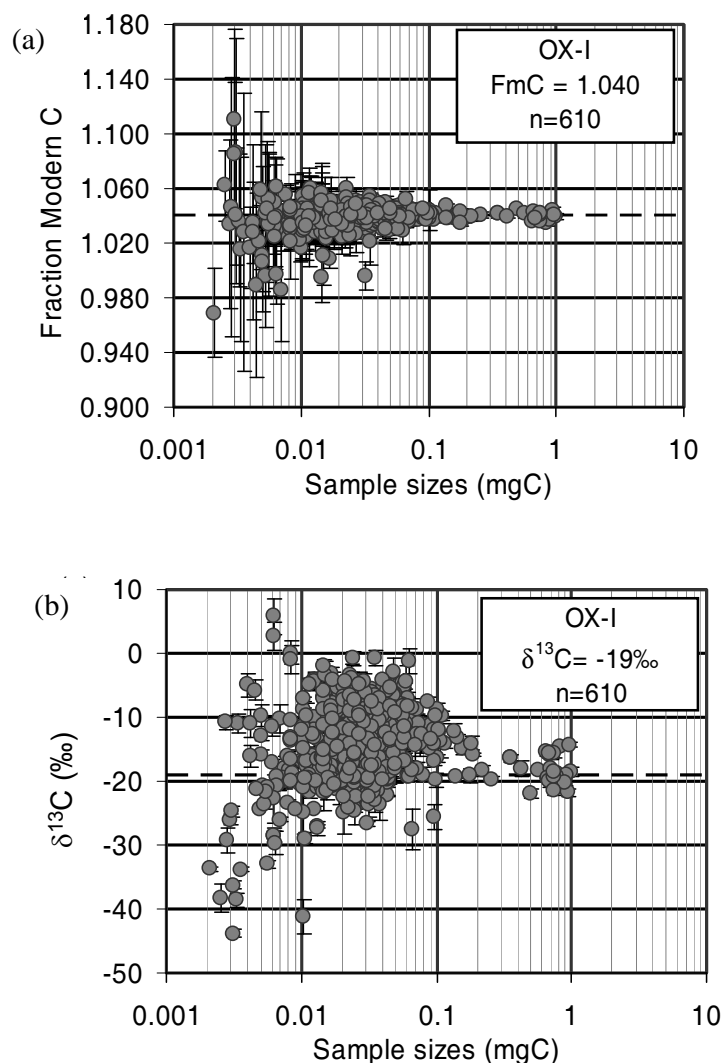 (a)
1.180
1.140
1.100
1.060
1.020
0.980
0.940
0.900
Fraction Modern C
OX-I
FmC = 1.040
n=610
0.001 0.01 0.1 1 10
Sample sizes (mgC)
(b)
10
0
-10
-20
-30
-40
-50
δ13C (‰)
OX-I
δ13C= -19‰
n=610
0.001 0.01 0.1 1 10
Sample sizes (mgC)